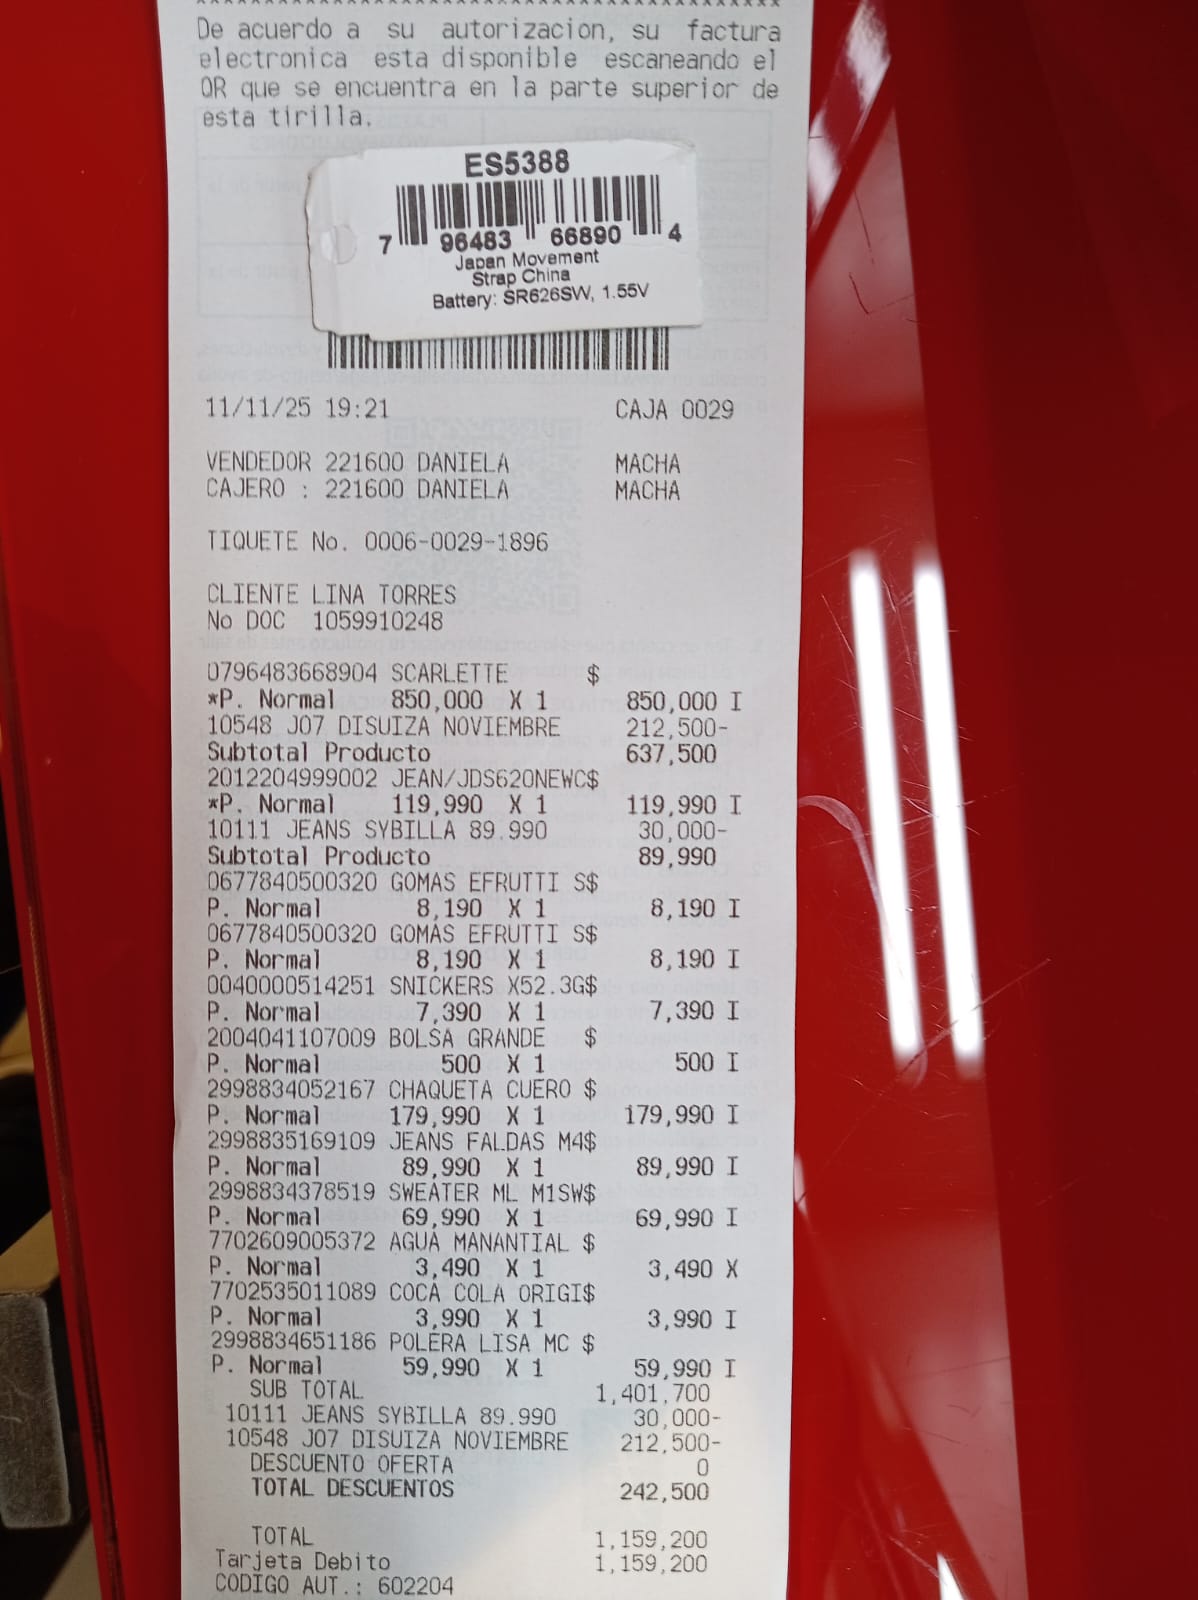 De acuerdo a su autorizacion, su factura
electronica esta disponible escaneando el
QR que se encuentra en la parte superior de
esta tirilla.
ES5388
7 96483 66890 4
Japan Movement
Strap China
Battery: SR626SW, 1.55V
11/11/25 19:21 CAJA 0029
VENDEDOR 221600 DANIELA MACHA
CAJERO : 221600 DANIELA MACHA
TIQUETE No. 0006-0029-1896
CLIENTE LINA TORRES
No DOC 1059910248
0796483668904 SCARLETTE $
*P. Normal 850,000 X 1 850,000 I
10548 J07 DISUIZA NOVIEMBRE 212,500-
Subtotal Producto 637,500
2012204999002 JEAN/JDS620NEWC$
*P. Normal 119,990 X 1 119,990 I
10111 JEANS SYBILLA 89.990 30,000-
Subtotal Producto 89,990
0677840500320 GOMAS EFRUTTI S$
P. Normal 8,190 X 1 8,190 I
0677840500320 GOMAS EFRUTTI S$
P. Normal 8,190 X 1 8,190 I
0040000514251 SNICKERS X52.3G$
P. Normal 7,390 X 1 7,390 I
2004041107009 BOLSA GRANDE $
P. Normal 500 X 1 500 I
2998834052167 CHAQUETA CUERO $
P. Normal 179,990 X 1 179,990 I
2998835169109 JEANS FALDAS M4$
P. Normal 89,990 X 1 89,990 I
2998834378519 SWEATER ML M1SW$
P. Normal 69,990 X 1 69,990 I
7702609005372 AGUA MANANTIAL $
P. Normal 3,490 X 1 3,490 X
7702535011089 COCA COLA ORIGI$
P. Normal 3,990 X 1 3,990 I
2998834651186 POLERA LISA MC $
P. Normal 59,990 X 1 59,990 I
SUB TOTAL 1,401,700
10111 JEANS SYBILLA 89.990 30,000-
10548 J07 DISUIZA NOVIEMBRE 212,500-
DESCUENTO OFERTA 0
TOTAL DESCUENTOS 242,500
TOTAL 1,159,200
Tarjeta Debito 1,159,200
CODIGO AUT.: 602204